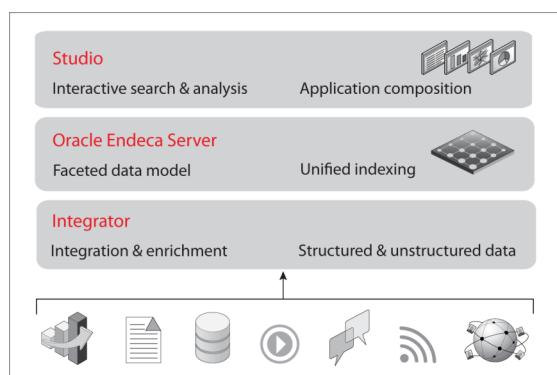 Studio
Interactive search & analysis Application composition
Oracle Endeca Server
Faceted data model Unified indexing
Integrator
Integration & enrichment Structured & unstructured data